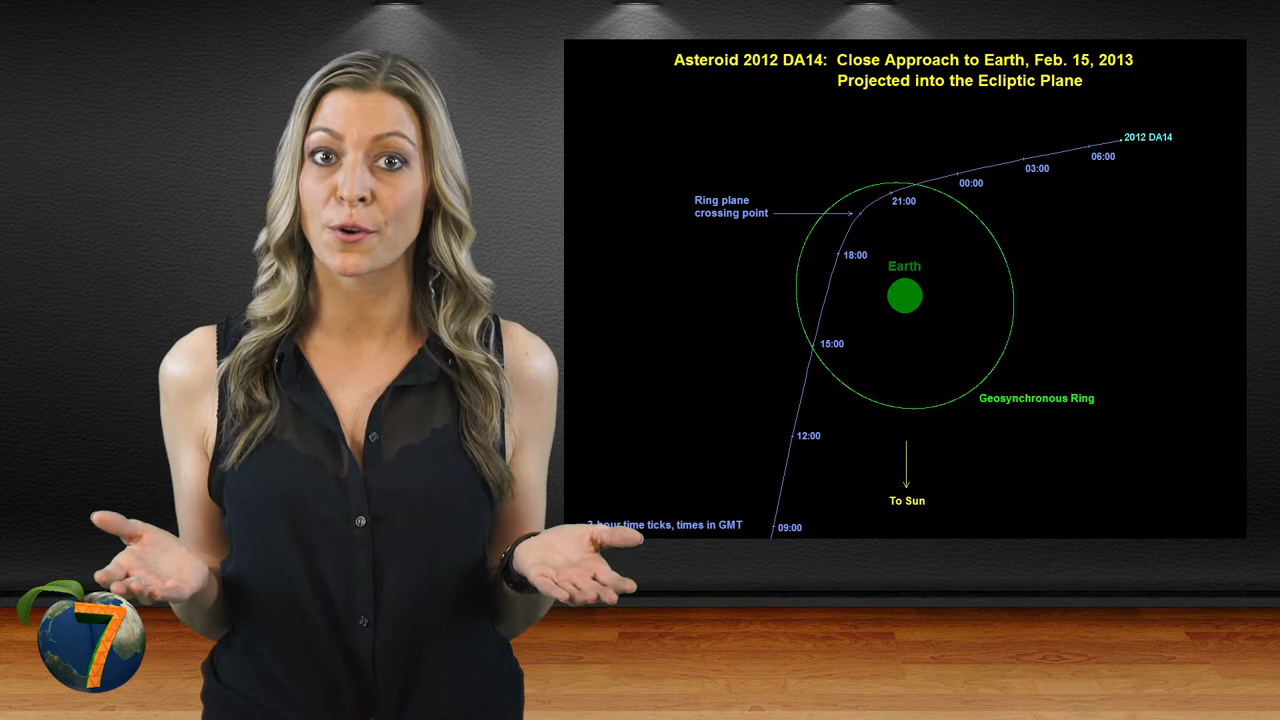 Asteroid 2012 DA14: Close Approach to Earth, Feb. 15, 2013
Projected into the Ecliptic Plane
2012 DA14
06:00
03:00
00:00
21:00
Ring plane
crossing point
18:00
Earth
15:00
Geosynchronous Ring
12:00
To Sun
hour time ticks, times in GMT
09:00
7